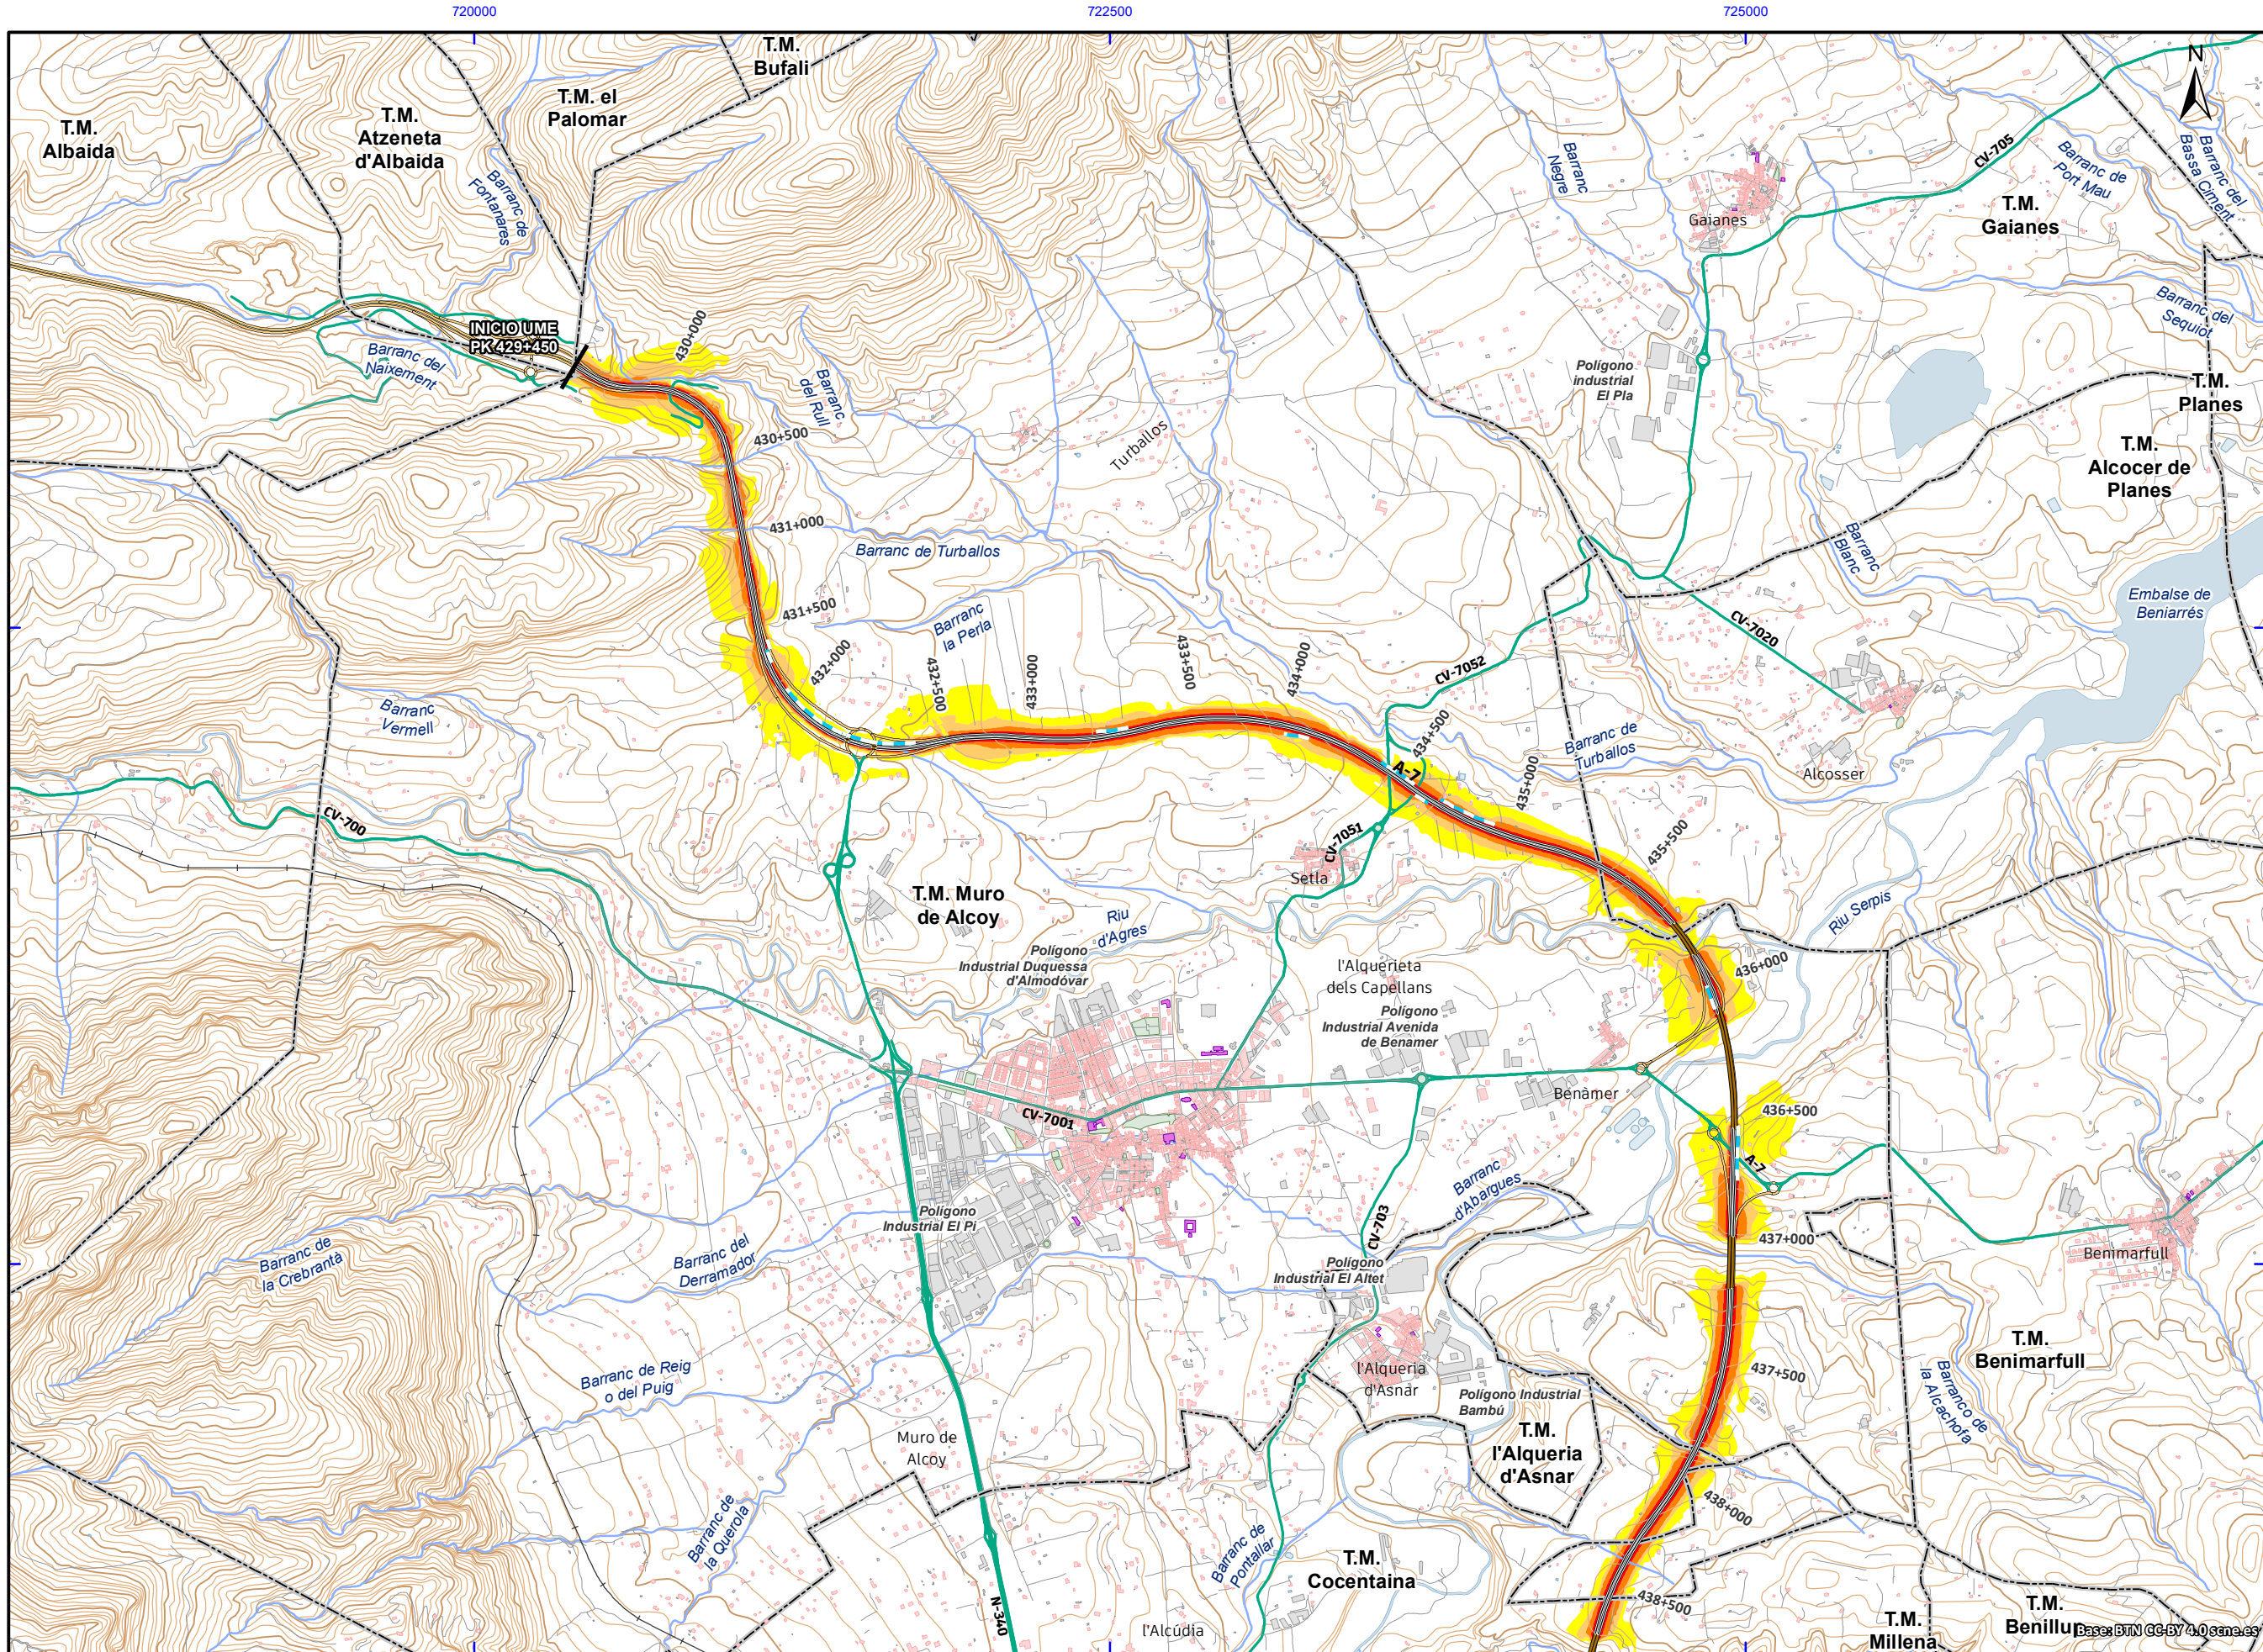 720000
722500
725000
N
T.M.
Bufali
T.M. el
Palomar
T.M.
Atzeneta
d'Albaida
T.M.
Albaida
Barranc de
Fontanares
Barranc
Negre
Gaianes
CV-705
Barranc de
Port Mau
Barranc del
Bassa Ciment
T.M.
Gaianes
INICIO UME
PK 429+450
Barranc del
Naixement
430+000
Barranc
del Rull
430+500
Turballos
Polígono
industrial
El Pla
Barranc del
Sequiot
T.M.
Planes
T.M.
Alcocer de
Planes
431+000
Barranc de Turballos
Barranc
Blanc
Embalse de
Beniarrés
431+500
Barranc
la Perla
432+000
432+500
433+000
433+500
434+000
CV-7052
CV-7020
Barranc
Vermell
434+500
A-7
Barranc de
Turballos
Alcosser
435+000
CV-700
CV-7051
Setla
435+500
T.M. Muro
de Alcoy
Riu
d'Agres
Riu Serpis
Polígono
Industrial Duquessa
d'Almodóvar
l'Alquerieta
dels Capellans
436+000
Polígono
Industrial Avenida
de Benamer
Benàmer
CV-7001
436+500
A-7
Barranc
d'Abargues
Polígono
Industrial El Pi
CV-703
437+000
Benimarfull
Barranc de
la Crebrantà
Barranc del
Derramador
Polígono
Industrial El Altet
T.M.
Benimarfull
Barranc de Reig
o del Puig
l'Alqueria
d'Asnar
437+500
Polígono Industrial
Bambú
Barranco de
la Alcachofa
T.M.
l'Alqueria
d'Asnar
Muro de
Alcoy
438+000
Barranc de
la Querola
Barranc de
Pontallar
T.M.
Cocentaina
438+500
N-340
l'Alcúdia
T.M.
Millena
T.M.
Benillup
Base: BTN CC-BY 4.0 scne.es